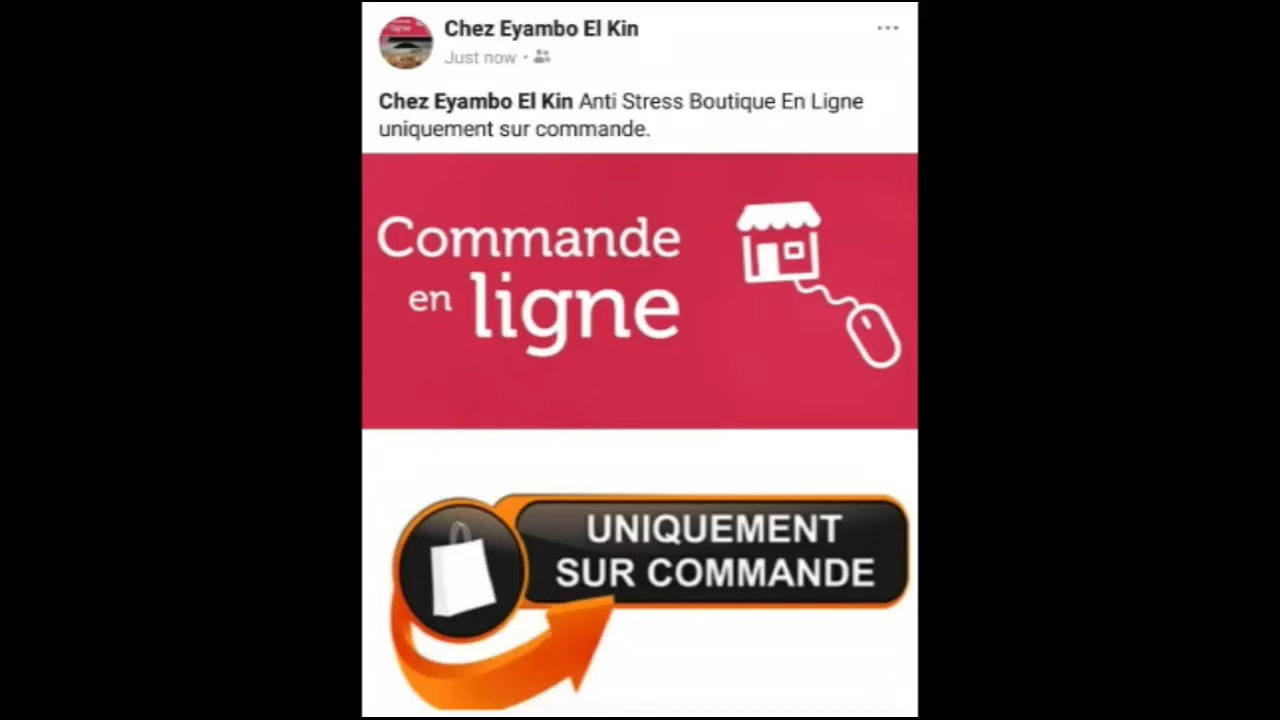 Chez Eyambo El Kin
Just now
Chez Eyambo El Kin Anti Stress Boutique En Ligne
uniquement sur commande.
Commande
en ligne
UNIQUEMENT
SUR COMMANDE